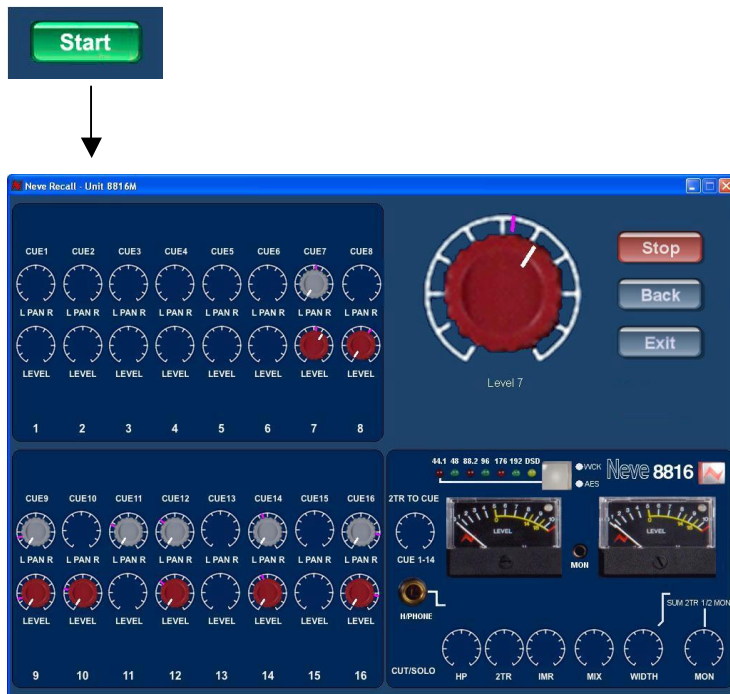 Start
Neve Recall - Unit 8816M
CUE1 CUE2 CUE3 CUE4 CUE5 CUE6 CUE7 CUE8
L PAN R L PAN R L PAN R L PAN R L PAN R L PAN R L PAN R L PAN R
LEVEL LEVEL LEVEL LEVEL LEVEL LEVEL LEVEL LEVEL
1 2 3 4 5 6 7 8
Level 7
Stop
Back
Exit
CUE9 CUE10 CUE11 CUE12 CUE13 CUE14 CUE15 CUE16
L PAN R L PAN R L PAN R L PAN R L PAN R L PAN R L PAN R L PAN R
LEVEL LEVEL LEVEL LEVEL LEVEL LEVEL LEVEL LEVEL
9 10 11 12 13 14 15 16
44.1 48 88.2 96 176 192 DSD
WCK
AES
Neve 8816
2TR TO CUE
CUE 1-14
LEVEL
LEVEL
MON
H/PHONE
SUM 2TR 1/2 MON
CUT/SOLO
HP 2TR IMR MIX WIDTH MON